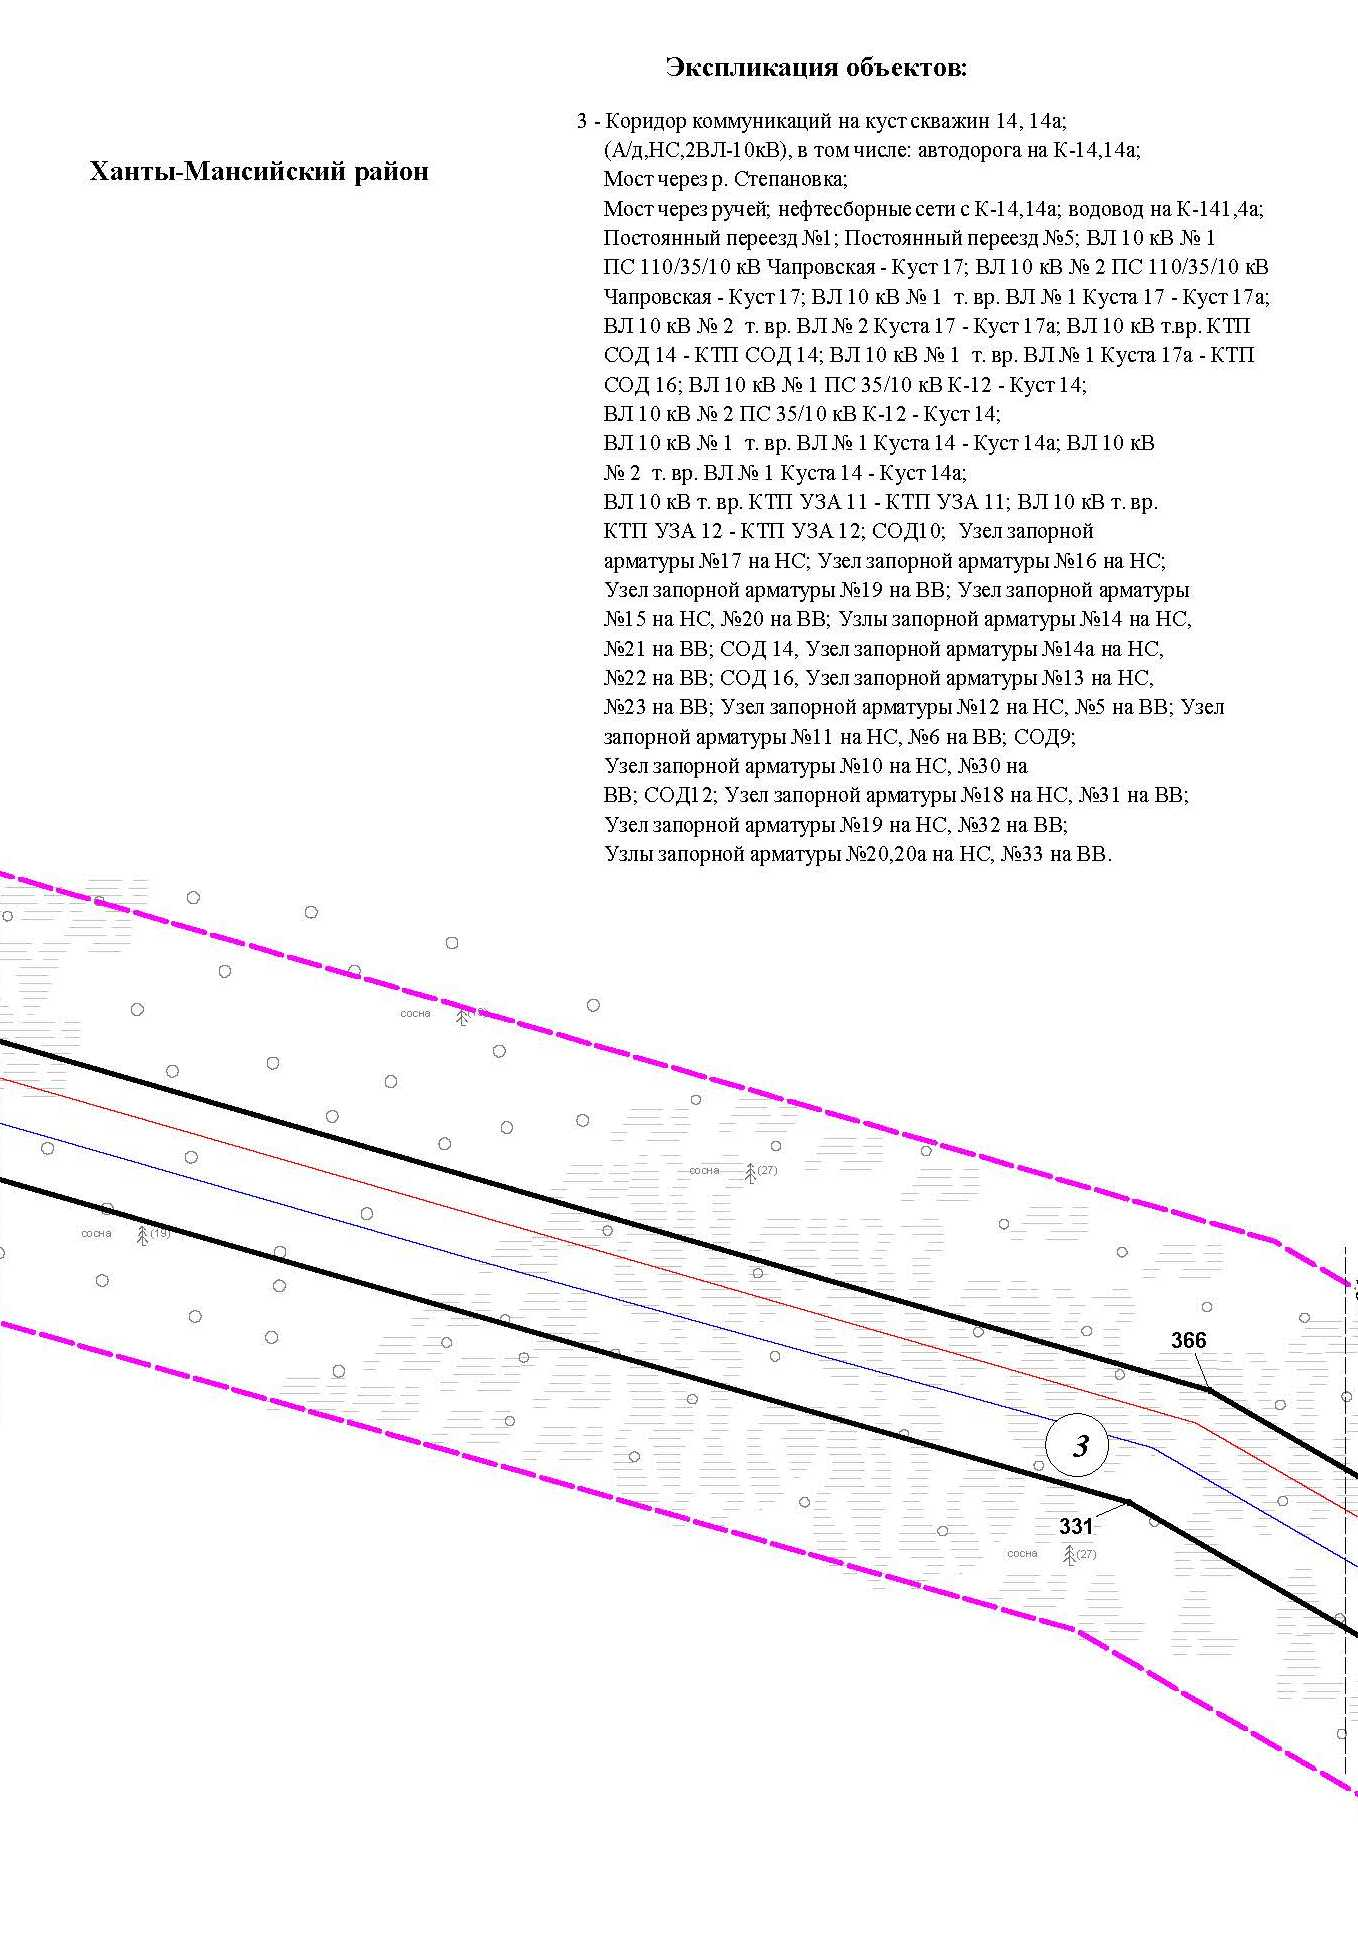 Экспликация объектов:
Ханты-Мансийский район
3 - Коридор коммуникаций на куст скважин 14, 14а;
(А/д,НС,2ВЛ-10кВ), в том числе: автодорога на К-14,14а;
Мост через р. Степановка;
Мост через ручей; нефтесборные сети с К-14,14а; водовод на К-141,4а;
Постоянный переезд №1; Постоянный переезд №5; ВЛ 10 кВ № 1
ПС 110/35/10 кВ Чапровская - Куст 17; ВЛ 10 кВ № 2 ПС 110/35/10 кВ
Чапровская - Куст 17; ВЛ 10 кВ № 1 т. вр. ВЛ № 1 Куста 17 - Куст 17а;
ВЛ 10 кВ № 2 т. вр. ВЛ № 2 Куста 17 - Куст 17а; ВЛ 10 кВ т.вр. КТП
СОД 14 - КТП СОД 14; ВЛ 10 кВ № 1 т. вр. ВЛ № 1 Куста 17а - КТП
СОД 16; ВЛ 10 кВ № 1 ПС 35/10 кВ К-12 - Куст 14;
ВЛ 10 кВ № 2 ПС 35/10 кВ К-12 - Куст 14;
ВЛ 10 кВ № 1 т. вр. ВЛ № 1 Куста 14 - Куст 14а; ВЛ 10 кВ
№ 2 т. вр. ВЛ № 1 Куста 14 - Куст 14а;
ВЛ 10 кВ т. вр. КТП УЗА 11 - КТП УЗА 11; ВЛ 10 кВ т. вр.
КТП УЗА 12 - КТП УЗА 12; СОД10; Узел запорной
арматуры №17 на НС; Узел запорной арматуры №16 на НС;
Узел запорной арматуры №19 на ВВ; Узел запорной арматуры
№15 на НС, №20 на ВВ; Узлы запорной арматуры №14 на НС,
№21 на ВВ; СОД 14, Узел запорной арматуры №14а на НС,
№22 на ВВ; СОД 16, Узел запорной арматуры №13 на НС,
№23 на ВВ; Узел запорной арматуры №12 на НС, №5 на ВВ; Узел
запорной арматуры №11 на НС, №6 на ВВ; СОД9;
Узел запорной арматуры №10 на НС, №30 на
ВВ; СОД12; Узел запорной арматуры №18 на НС, №31 на ВВ;
Узел запорной арматуры №19 на НС, №32 на ВВ;
Узлы запорной арматуры №20,20а на НС, №33 на ВВ.
сосна
сосна (27)
сосна (19)
366
3
331
сосна (27)